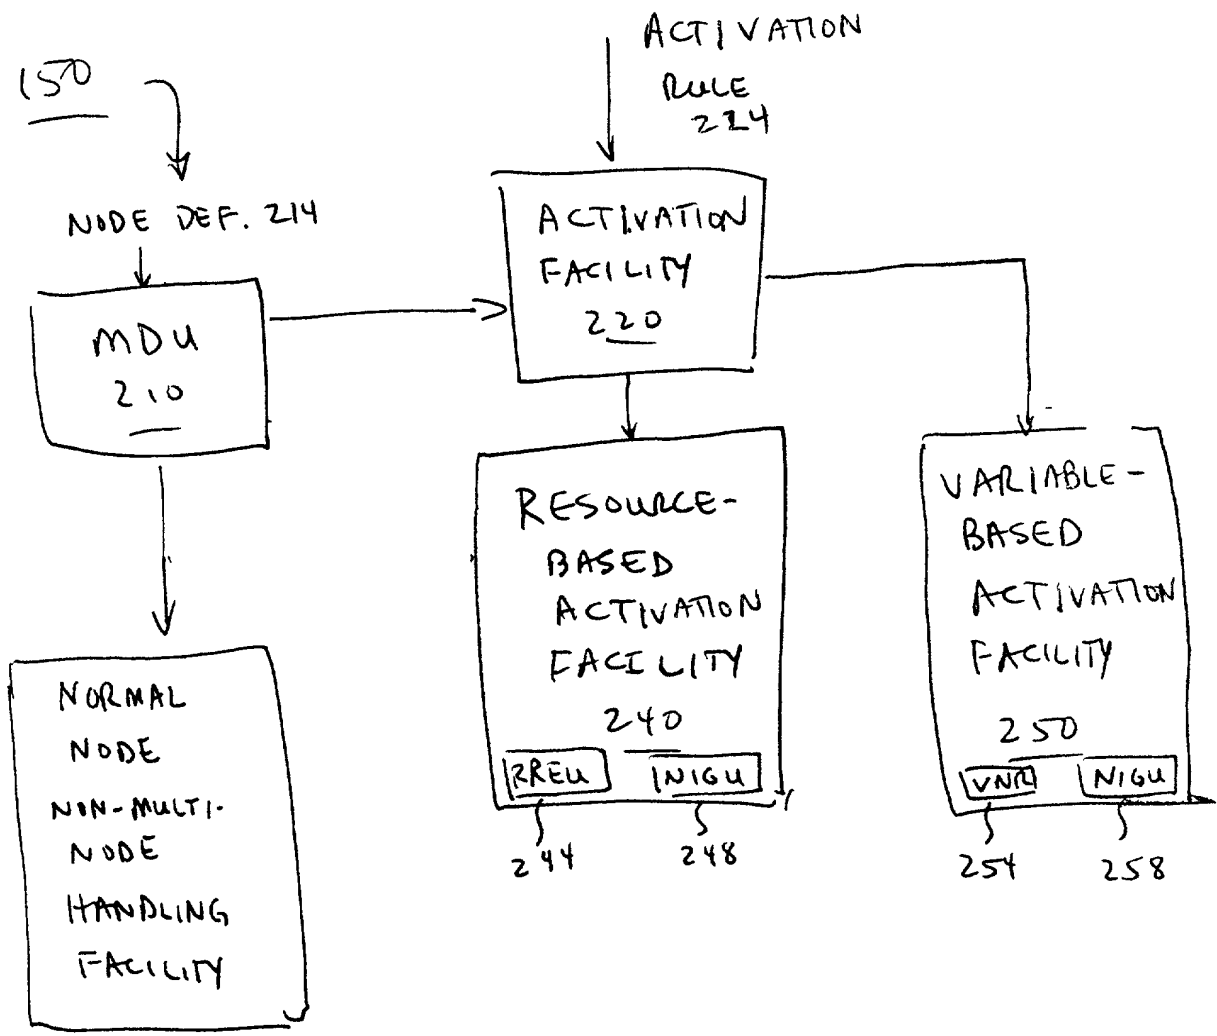 150
ACTIVATION
RULE
224
NODE DEF. 214
MDU
210
ACTIVATION
FACILITY
220
RESOURCE-
BASED
ACTIVATION
FACILITY
240
RREU
NIGU
244
248
VARIABLE-
BASED
ACTIVATION
FACILITY
250
VNR
NIGU
254
258
NORMAL
NODE
NON-MULTI-
NODE
HANDLING
FACILITY